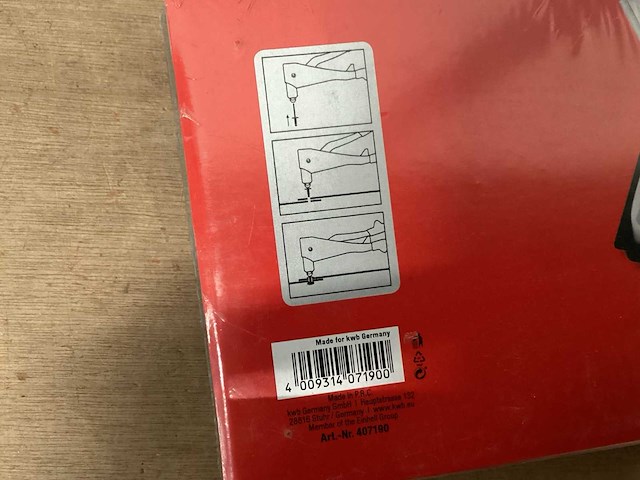 Made for kwb Germany
4 009314 071900
Made in P.R.C.
kwb Germany GmbH | Hauptstrasse 132
28816 Stuhr / Germany | www.kwb.eu
Member of the Einhell Group
Art.-Nr. 407190